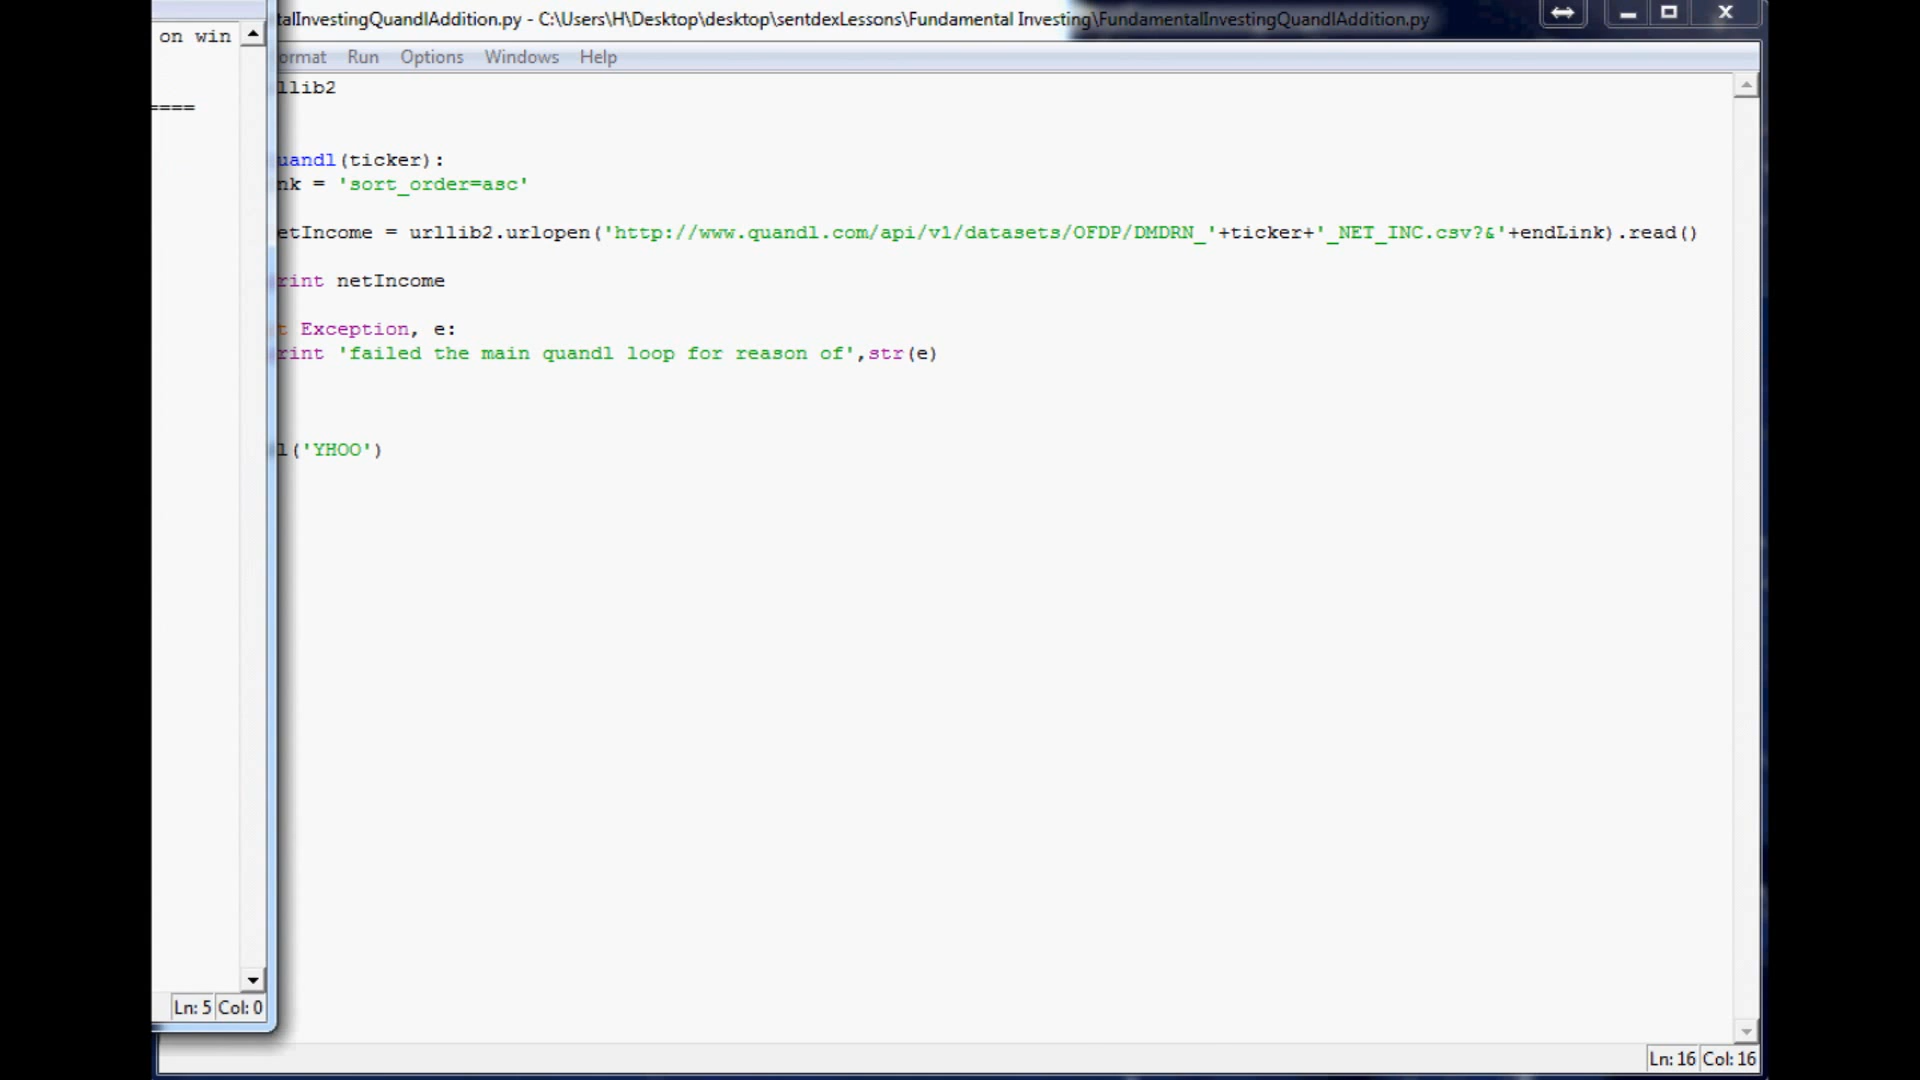 on win
====
Ln: 5 Col: 0
talInvestingQuandlAddition.py - C:\Users\H\Desktop\desktop\sentdexLessons\Fundamental Investing\FundamentalInvestingQuandlAddition.py
ormat Run Options Windows Help
llib2
uandl(ticker):
nk = 'sort_order=asc'
etIncome = urllib2.urlopen('http://www.quandl.com/api/v1/datasets/OFDP/DMDRN_'+ticker+'_NET_INC.csv?&'+endLink).read()
rint netIncome
t Exception, e:
rint 'failed the main quandl loop for reason of',str(e)
l('YHOO')
Ln: 16 Col: 16